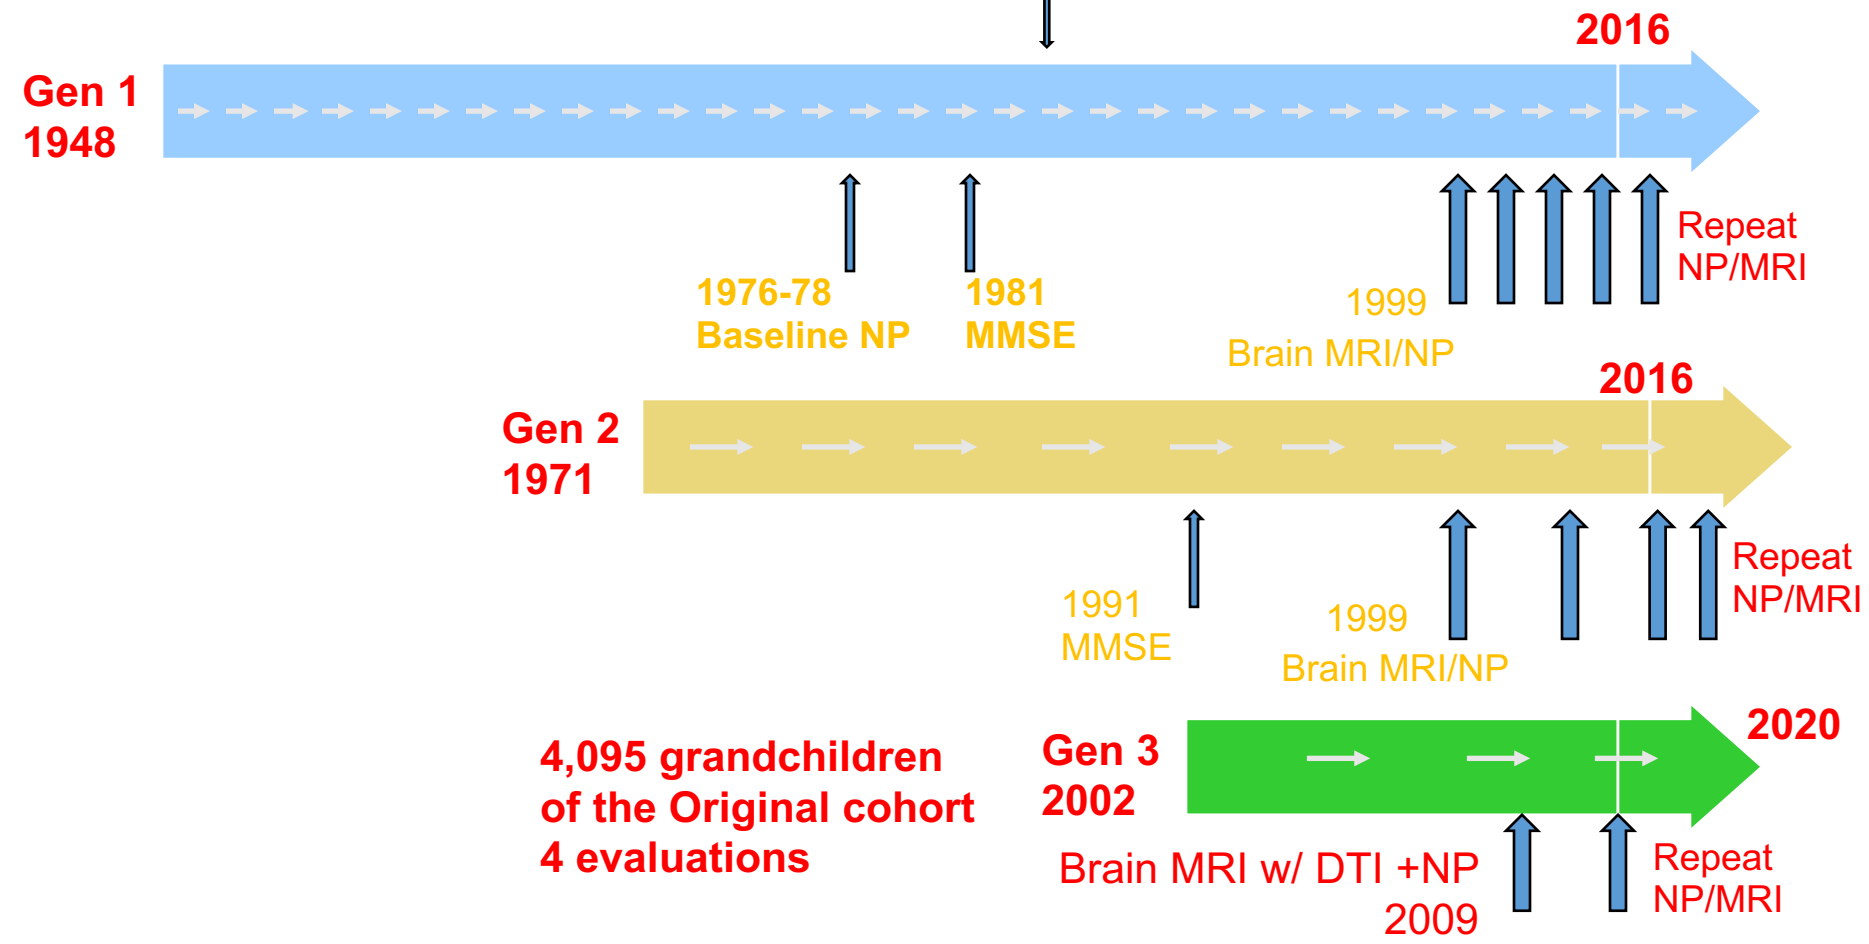 2016
Gen 1
1948
Repeat
NP/MRI
1976-78
Baseline NP
1981
MMSE
1999
Brain MRI/NP
2016
Gen 2
1971
Repeat
NP/MRI
1991
MMSE
1999
Brain MRI/NP
2020
Gen 3
2002
4,095 grandchildren
of the Original cohort
4 evaluations
Brain MRI w/ DTI +NP
2009
Repeat
NP/MRI